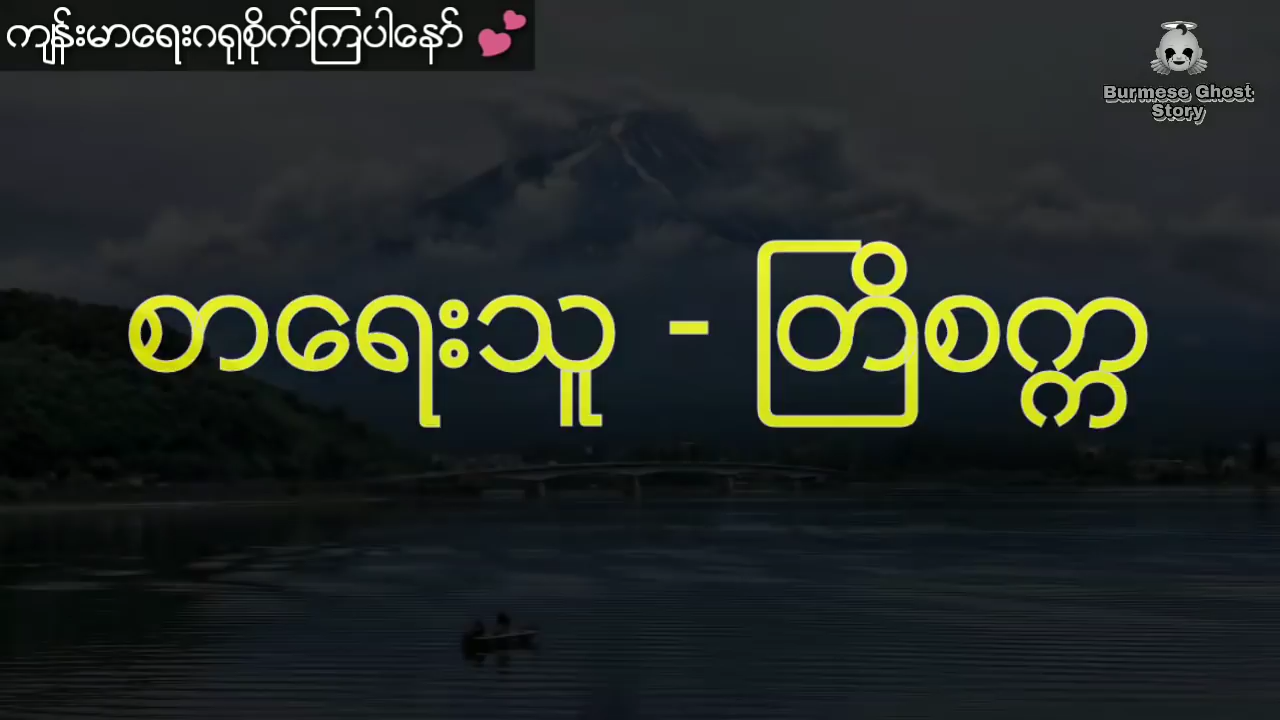 ကျန်းမာရေးဂရုစိုက်ကြပါနော် 💕
Burmese Ghost
Story
စာရေးသူ - တြိစက္က